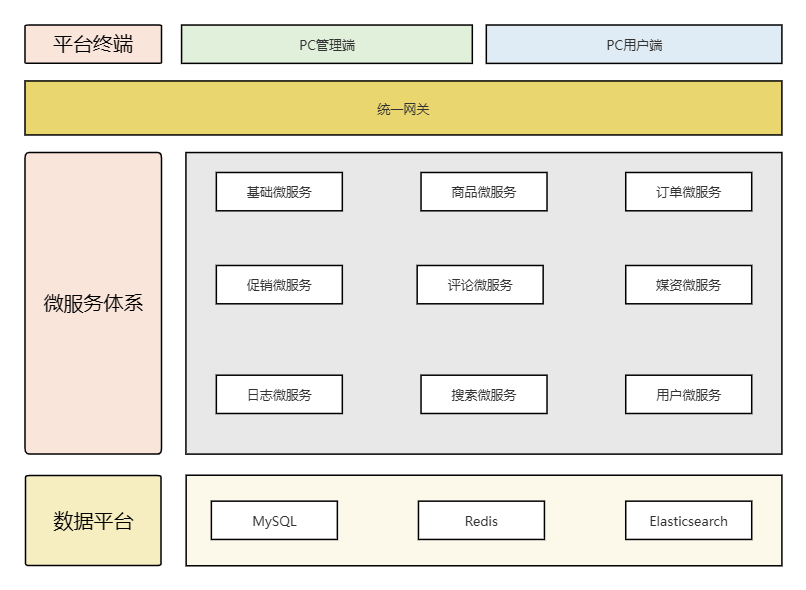 平台终端
PC管理端
PC用户端
统一网关
微服务体系
基础微服务
商品微服务
订单微服务
促销微服务
评论微服务
媒资微服务
日志微服务
搜索微服务
用户微服务
数据平台
MySQL
Redis
Elasticsearch